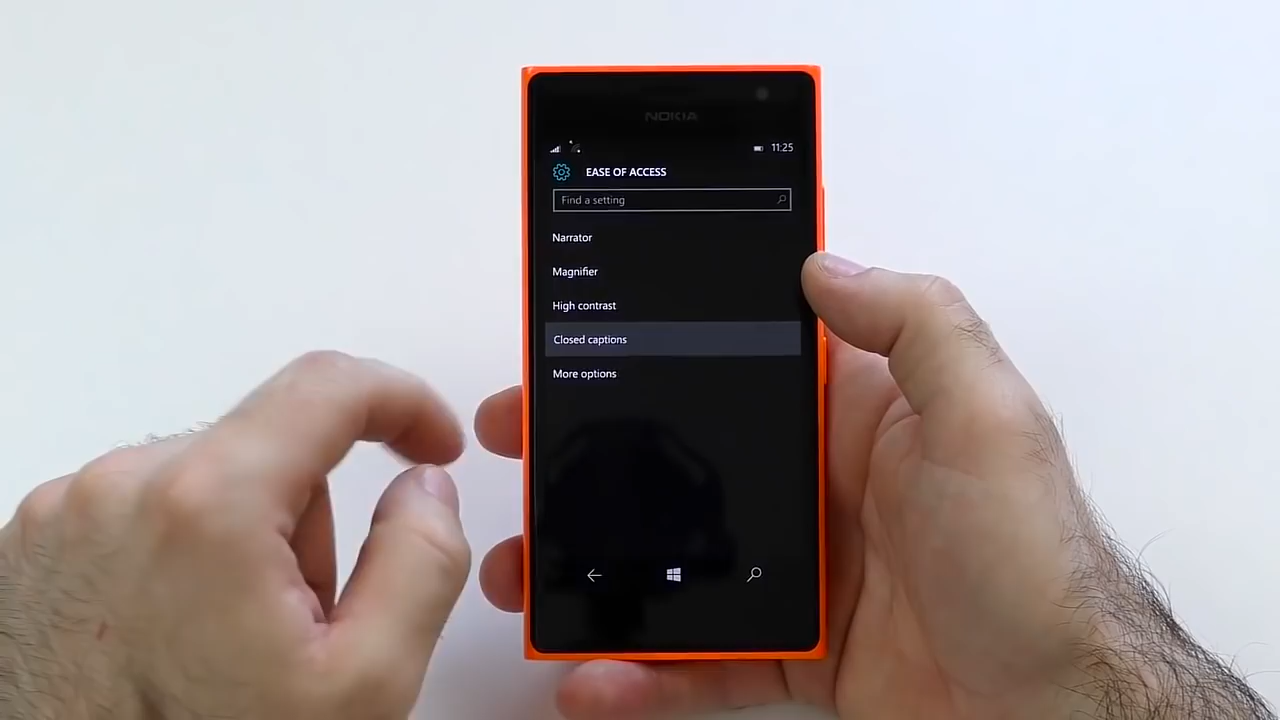 NOKIA
11:25
EASE OF ACCESS
Find a setting
Narrator
Magnifier
High contrast
Closed captions
More options